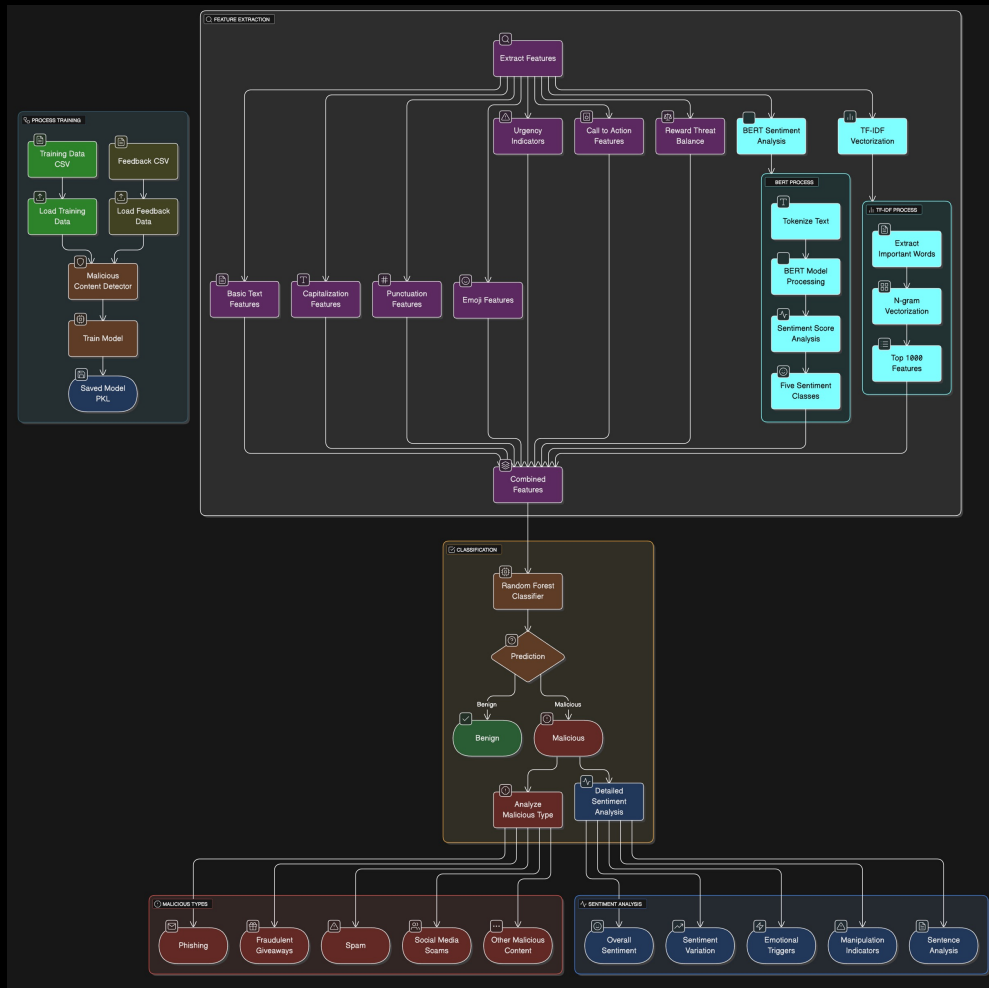 FEATURE EXTRACTION
Extract Features
Urgency
Indicators
Call to Action
Features
Reward Threat
Balance
BERT Sentiment
Analysis
TF-IDF
Vectorization
PROCESS TRAINING
Training Data
CSV
Feedback CSV
Load Training
Data
Load Feedback
Data
Malicious
Content Detector
Train Model
Saved Model
PKL
BERT PROCESS
Tokenize Text
BERT Model
Processing
Sentiment Score
Analysis
Five Sentiment
Classes
TF-IDF PROCESS
Extract
Important Words
N-gram
Vectorization
Top 1000
Features
Basic Text
Features
Capitalization
Features
Punctuation
Features
Emoji Features
Combined
Features
CLASSIFICATION
Random Forest
Classifier
Prediction
Benign
Malicious
Benign
Malicious
Analyze
Malicious Type
Detailed
Sentiment
Analysis
MALICIOUS TYPES
Phishing
Fraudulent
Giveaways
Spam
Social Media
Scams
Other Malicious
Content
SENTIMENT ANALYSIS
Overall
Sentiment
Sentiment
Variation
Emotional
Triggers
Manipulation
Indicators
Sentence
Analysis